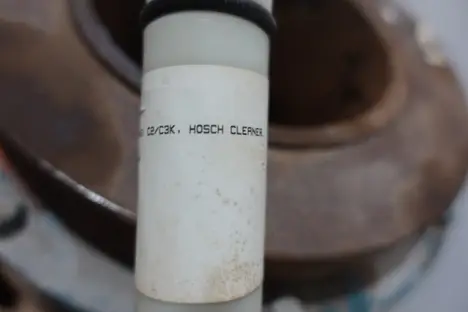 C2/C3K, HOSCH CLEANER